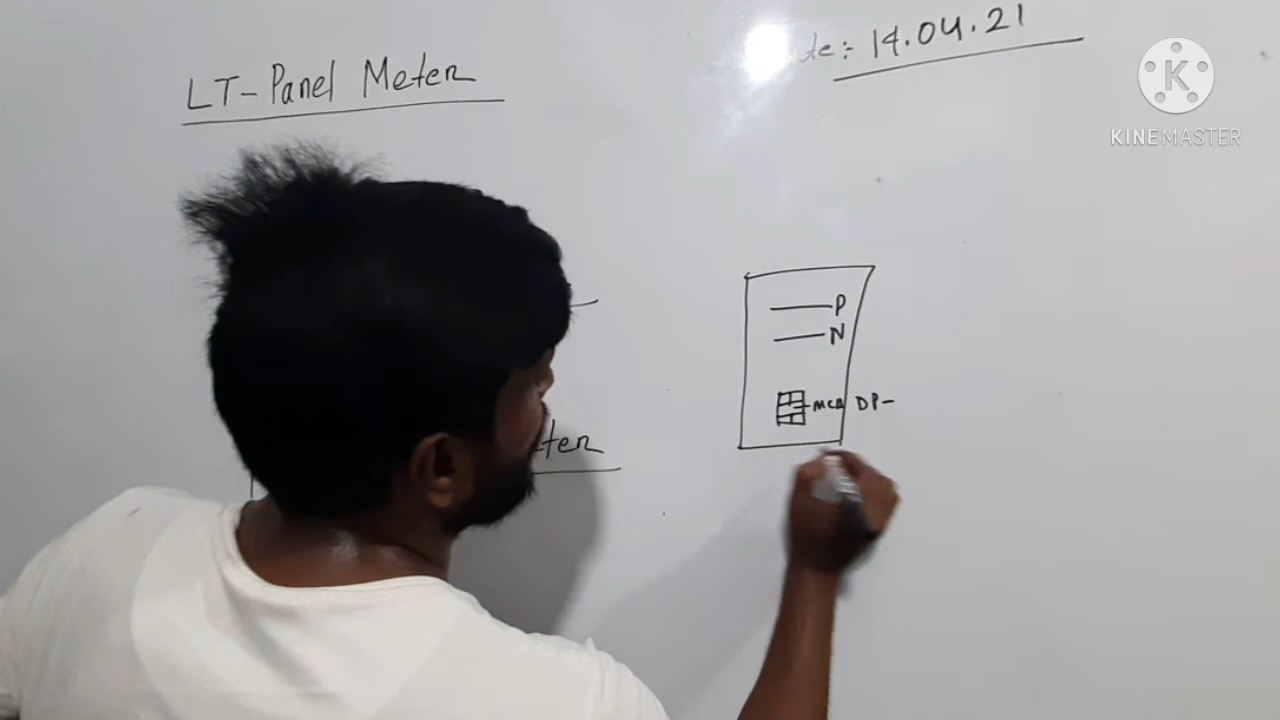 LT-Panel Meter
14.04.21
KINEMASTER
P
N
MCB DP-